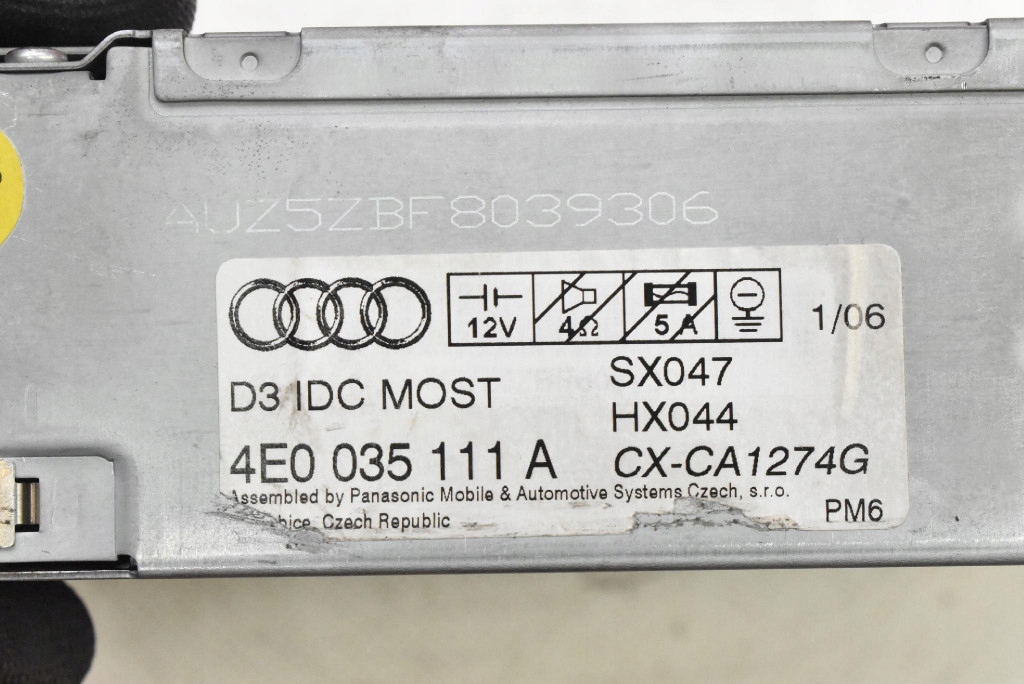 AUZ5ZBF8039306
12V 4Ω 5 A 1/06
SX047
D3 IDC MOST
HX044
4E0 035 111 A CX-CA1274G
Assembled by Panasonic Mobile & Automotive Systems Czech, s.r.o.
Czech Republic PM6